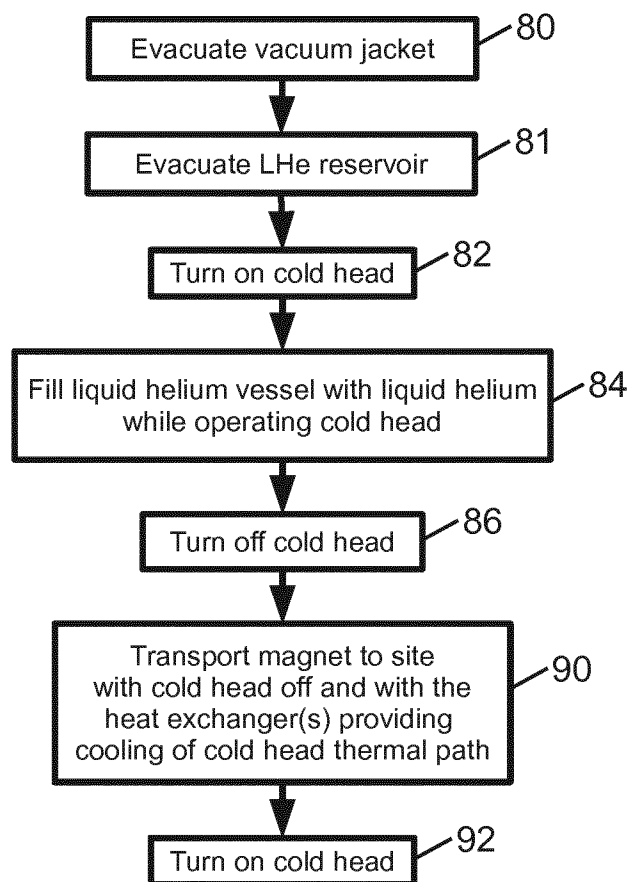 80
Evacuate vacuum jacket
81
Evacuate LHe reservoir
82
Turn on cold head
84
Fill liquid helium vessel with liquid helium
while operating cold head
86
Turn off cold head
90
Transport magnet to site
with cold head off and with the
heat exchanger(s) providing
cooling of cold head thermal path
92
Turn on cold head